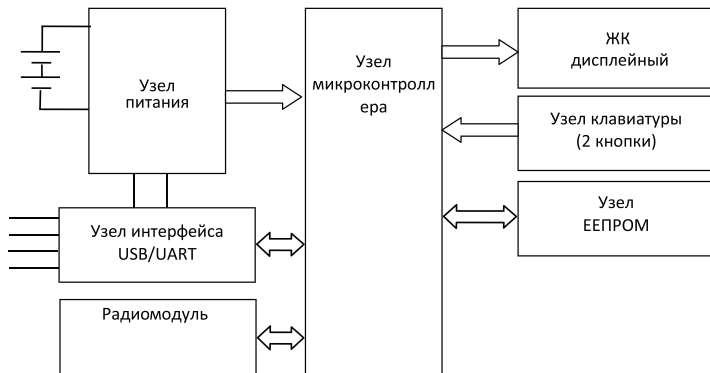 Узел
питания
Узел
микроконтролл
ера
ЖК
дисплейный
Узел клавиатуры
(2 кнопки)
Узел
ЕЕПРОМ
Узел интерфейса
USB/UART
Радиомодуль